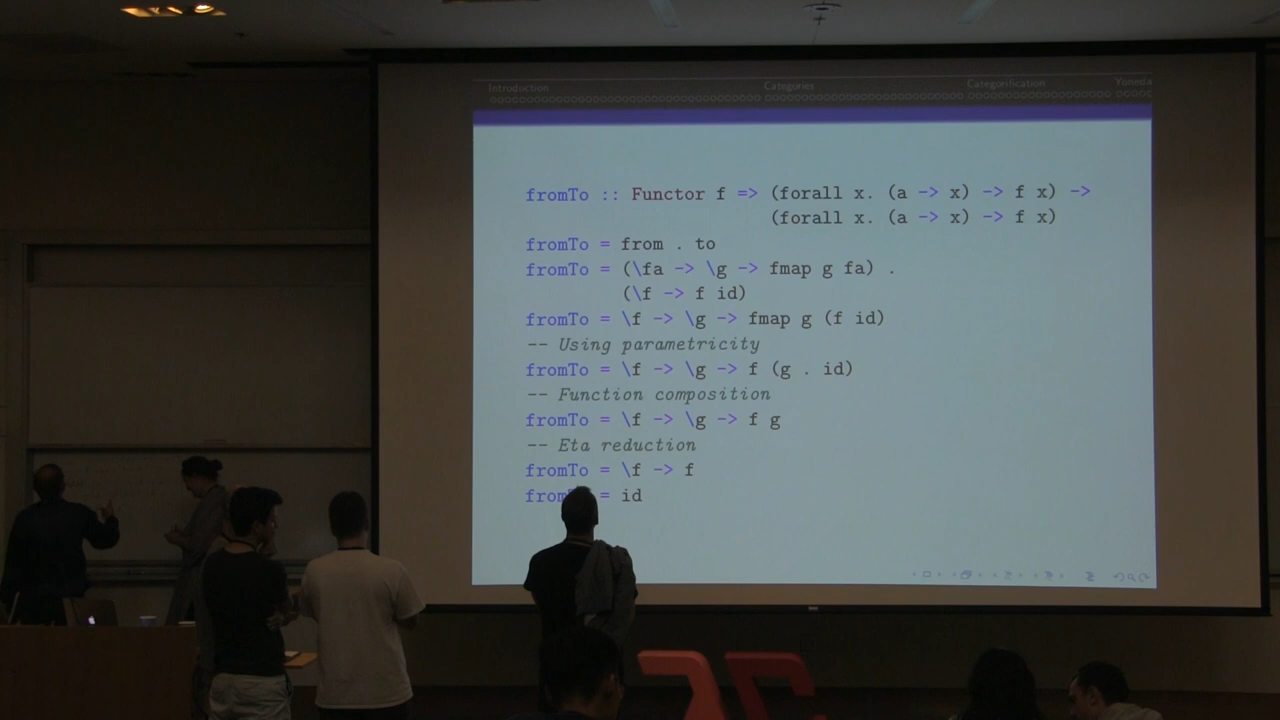 Introduction Categories Categorification Yoneda
fromTo :: Functor f => (forall x. (a -> x) -> f x) ->
(forall x. (a -> x) -> f x)
fromTo = from . to
fromTo = (\fa -> \g -> fmap g fa) .
(\f -> f id)
fromTo = \f -> \g -> fmap g (f id)
-- Using parametricity
fromTo = \f -> \g -> f (g . id)
-- Function composition
fromTo = \f -> \g -> f g
-- Eta reduction
fromTo = \f -> f
from = id